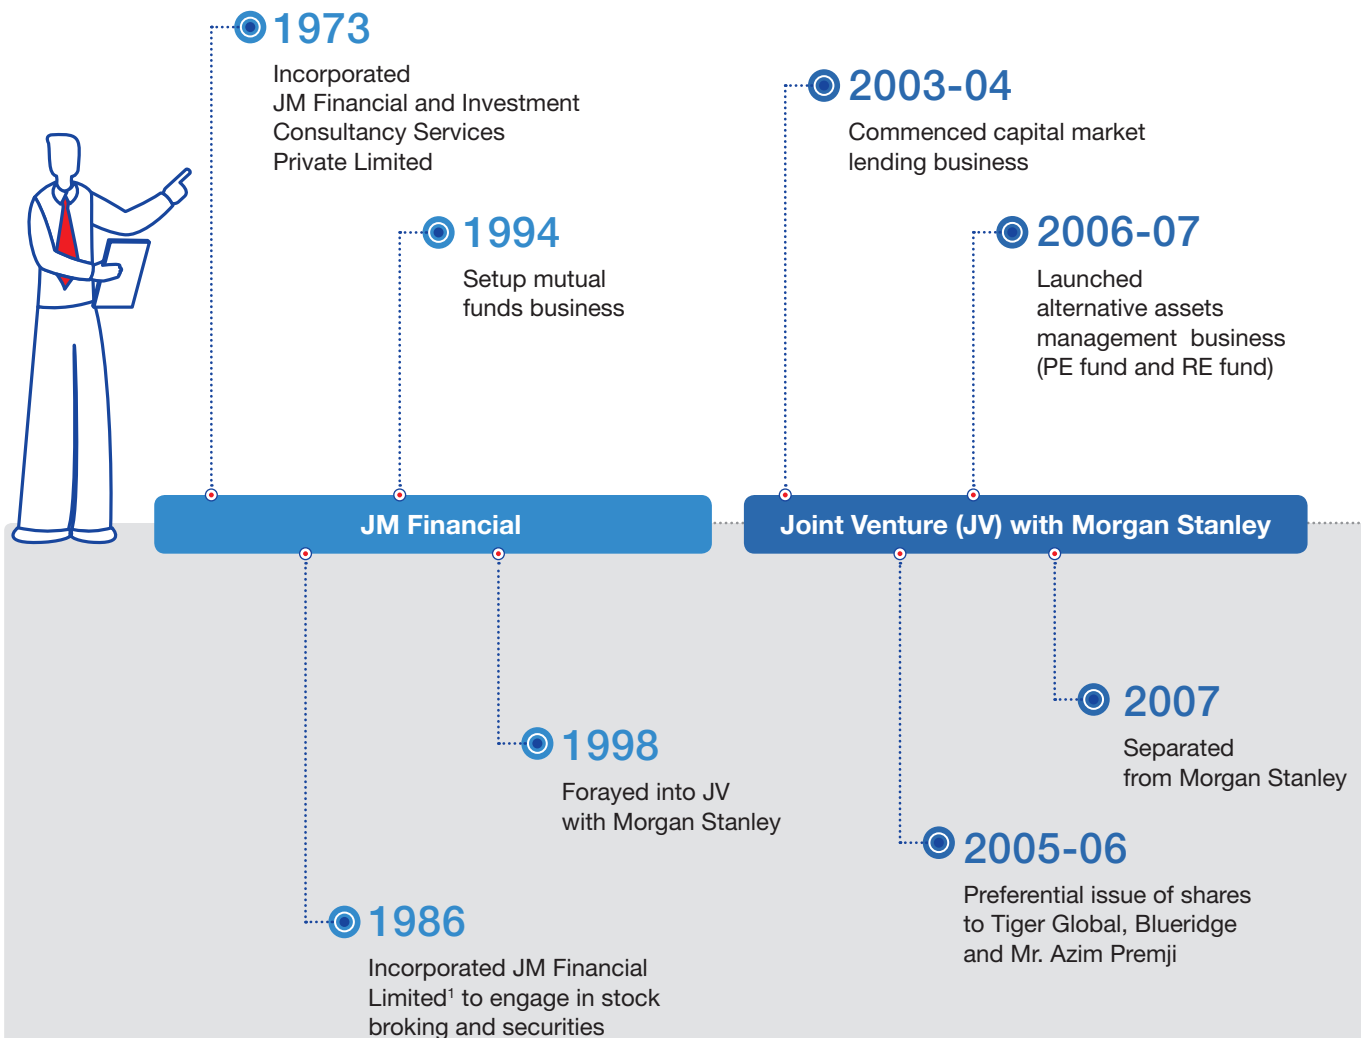 1973
Incorporated
JM Financial and Investment
Consultancy Services
Private Limited
1994
Setup mutual
funds business
2003-04
Commenced capital market
lending business
2006-07
Launched
alternative assets
management business
(PE fund and RE fund)
JM Financial
Joint Venture (JV) with Morgan Stanley
1986
Incorporated JM Financial
Limited¹ to engage in stock
broking and securities
1998
Forayed into JV
with Morgan Stanley
2005-06
Preferential issue of shares
to Tiger Global, Blueridge
and Mr. Azim Premji
2007
Separated
from Morgan Stanley